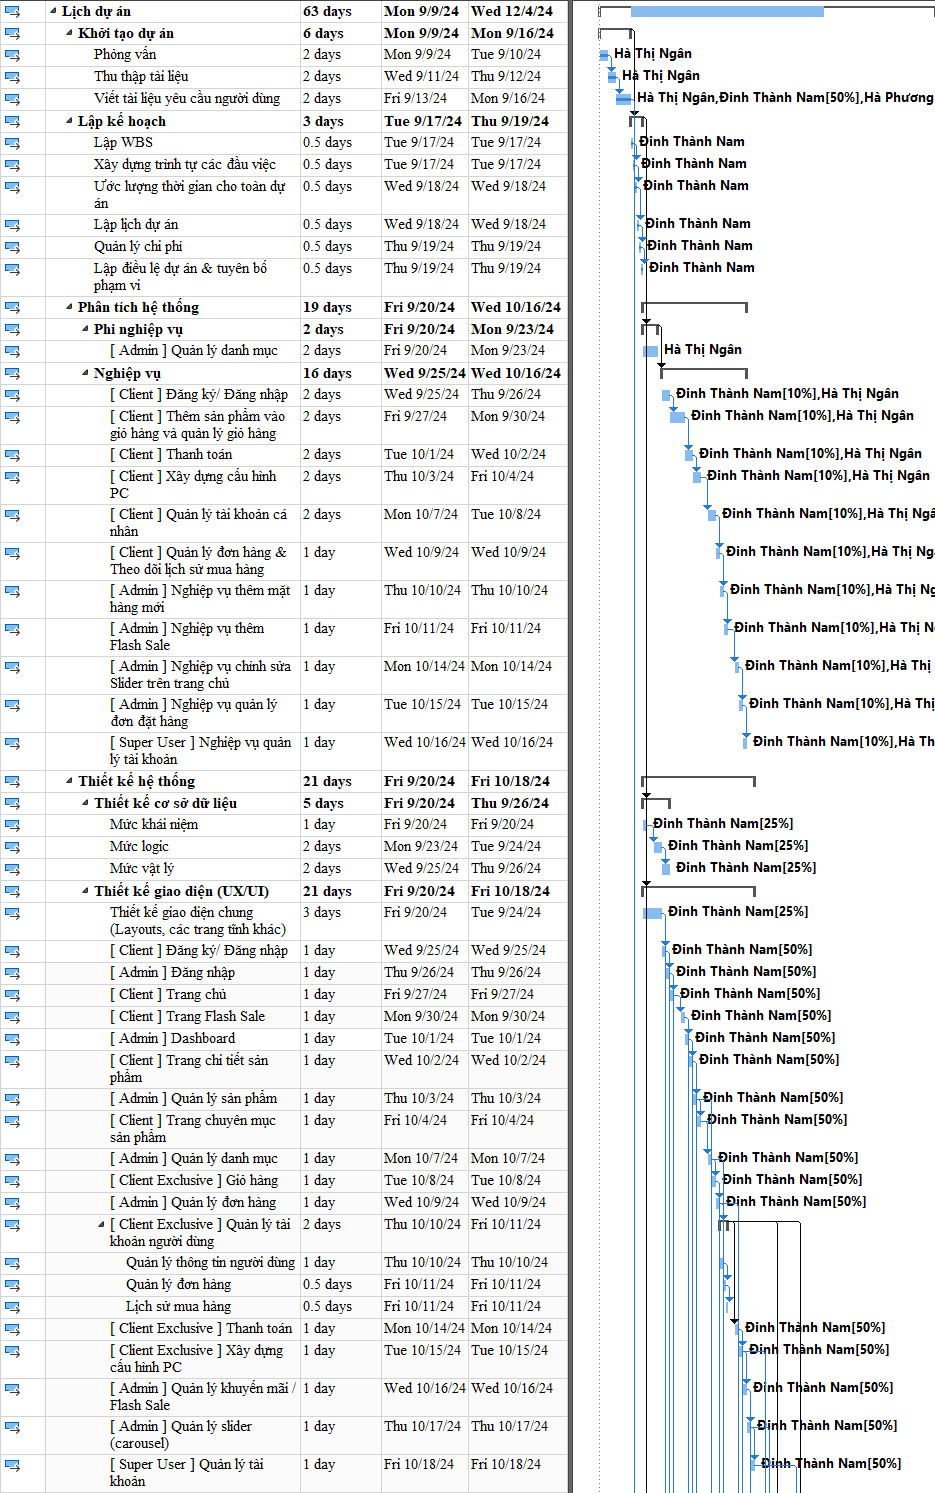 Lịch dự án 63 days Mon 9/9/24 Wed 12/4/24
Khởi tạo dự án 6 days Mon 9/9/24 Mon 9/16/24
Phỏng vấn 2 days Mon 9/9/24 Tue 9/10/24 Hà Thị Ngân
Thu thập tài liệu 2 days Wed 9/11/24 Thu 9/12/24 Hà Thị Ngân
Viết tài liệu yêu cầu người dùng 2 days Fri 9/13/24 Mon 9/16/24 Hà Thị Ngân,Đinh Thành Nam[50%],Hà Phương
Lập kế hoạch 3 days Tue 9/17/24 Thu 9/19/24
Lập WBS 0.5 days Tue 9/17/24 Tue 9/17/24 Đinh Thành Nam
Xây dựng trình tự các đầu việc 0.5 days Tue 9/17/24 Tue 9/17/24 Đinh Thành Nam
Ước lượng thời gian cho toàn dự 0.5 days Wed 9/18/24 Wed 9/18/24 Đinh Thành Nam
án
Lập lịch dự án 0.5 days Wed 9/18/24 Wed 9/18/24 Đinh Thành Nam
Quản lý chi phí 0.5 days Thu 9/19/24 Thu 9/19/24 Đinh Thành Nam
Lập điều lệ dự án & tuyên bố 0.5 days Thu 9/19/24 Thu 9/19/24 Đinh Thành Nam
phạm vi
Phân tích hệ thống 19 days Fri 9/20/24 Wed 10/16/24
Phi nghiệp vụ 2 days Fri 9/20/24 Mon 9/23/24
[ Admin ] Quản lý danh mục 2 days Fri 9/20/24 Mon 9/23/24 Hà Thị Ngân
Nghiệp vụ 16 days Wed 9/25/24 Wed 10/16/24
[ Client ] Đăng ký/ Đăng nhập 2 days Wed 9/25/24 Thu 9/26/24 Đinh Thành Nam[10%],Hà Thị Ngân
[ Client ] Thêm sản phẩm vào 2 days Fri 9/27/24 Mon 9/30/24 Đinh Thành Nam[10%],Hà Thị Ngân
giỏ hàng và quản lý giỏ hàng
[ Client ] Thanh toán 2 days Tue 10/1/24 Wed 10/2/24 Đinh Thành Nam[10%],Hà Thị Ngân
[ Client ] Xây dựng cấu hình 2 days Thu 10/3/24 Fri 10/4/24 Đinh Thành Nam[10%],Hà Thị Ngân
PC
[ Client ] Quản lý tài khoản cá 2 days Mon 10/7/24 Tue 10/8/24 Đinh Thành Nam[10%],Hà Thị Ngâ
nhân
[ Client ] Quản lý đơn hàng & 1 day Wed 10/9/24 Wed 10/9/24 Đinh Thành Nam[10%],Hà Thị Ng
Theo dõi lịch sử mua hàng
[ Admin ] Nghiệp vụ thêm mặt 1 day Thu 10/10/24 Thu 10/10/24 Đinh Thành Nam[10%],Hà Thị Ng
hàng mới
[ Admin ] Nghiệp vụ thêm 1 day Fri 10/11/24 Fri 10/11/24 Đinh Thành Nam[10%],Hà Thị N
Flash Sale
[ Admin ] Nghiệp vụ chỉnh sửa 1 day Mon 10/14/24 Mon 10/14/24 Đinh Thành Nam[10%],Hà Thị
Slider trên trang chủ
[ Admin ] Nghiệp vụ quản lý 1 day Tue 10/15/24 Tue 10/15/24 Đinh Thành Nam[10%],Hà Thị
đơn đặt hàng
[ Super User ] Nghiệp vụ quản 1 day Wed 10/16/24 Wed 10/16/24 Đinh Thành Nam[10%],Hà Th
lý tài khoản
Thiết kế hệ thống 21 days Fri 9/20/24 Fri 10/18/24
Thiết kế cơ sở dữ liệu 5 days Fri 9/20/24 Thu 9/26/24
Mức khái niệm 1 day Fri 9/20/24 Fri 9/20/24 Đinh Thành Nam[25%]
Mức logic 2 days Mon 9/23/24 Tue 9/24/24 Đinh Thành Nam[25%]
Mức vật lý 2 days Wed 9/25/24 Thu 9/26/24 Đinh Thành Nam[25%]
Thiết kế giao diện (UX/UI) 21 days Fri 9/20/24 Fri 10/18/24
Thiết kế giao diện chung 3 days Fri 9/20/24 Tue 9/24/24 Đinh Thành Nam[25%]
(Layouts, các trang tĩnh khác)
[ Client ] Đăng ký/ Đăng nhập 1 day Wed 9/25/24 Wed 9/25/24 Đinh Thành Nam[50%]
[ Admin ] Đăng nhập 1 day Thu 9/26/24 Thu 9/26/24 Đinh Thành Nam[50%]
[ Client ] Trang chủ 1 day Fri 9/27/24 Fri 9/27/24 Đinh Thành Nam[50%]
[ Client ] Trang Flash Sale 1 day Mon 9/30/24 Mon 9/30/24 Đinh Thành Nam[50%]
[ Admin ] Dashboard 1 day Tue 10/1/24 Tue 10/1/24 Đinh Thành Nam[50%]
[ Client ] Trang chi tiết sản 1 day Wed 10/2/24 Wed 10/2/24 Đinh Thành Nam[50%]
phẩm
[ Admin ] Quản lý sản phẩm 1 day Thu 10/3/24 Thu 10/3/24 Đinh Thành Nam[50%]
[ Client ] Trang chuyên mục 1 day Fri 10/4/24 Fri 10/4/24 Đinh Thành Nam[50%]
sản phẩm
[ Admin ] Quản lý danh mục 1 day Mon 10/7/24 Mon 10/7/24 Đinh Thành Nam[50%]
[ Client Exclusive ] Giỏ hàng 1 day Tue 10/8/24 Tue 10/8/24 Đinh Thành Nam[50%]
[ Admin ] Quản lý đơn hàng 1 day Wed 10/9/24 Wed 10/9/24 Đinh Thành Nam[50%]
[ Client Exclusive ] Quản lý tài 2 days Thu 10/10/24 Fri 10/11/24
khoản người dùng
Quản lý thông tin người dùng 1 day Thu 10/10/24 Thu 10/10/24
Quản lý đơn hàng 0.5 days Fri 10/11/24 Fri 10/11/24
Lịch sử mua hàng 0.5 days Fri 10/11/24 Fri 10/11/24
[ Client Exclusive ] Thanh toán 1 day Mon 10/14/24 Mon 10/14/24 Đinh Thành Nam[50%]
[ Client Exclusive ] Xây dựng 1 day Tue 10/15/24 Tue 10/15/24 Đinh Thành Nam[50%]
cấu hình PC
[ Admin ] Quản lý khuyến mãi / 1 day Wed 10/16/24 Wed 10/16/24 Đinh Thành Nam[50%]
Flash Sale
[ Admin ] Quản lý slider 1 day Thu 10/17/24 Thu 10/17/24 Đinh Thành Nam[50%]
(carousel)
[ Super User ] Quản lý tài 1 day Fri 10/18/24 Fri 10/18/24 Đinh Thành Nam[50%]
khoản